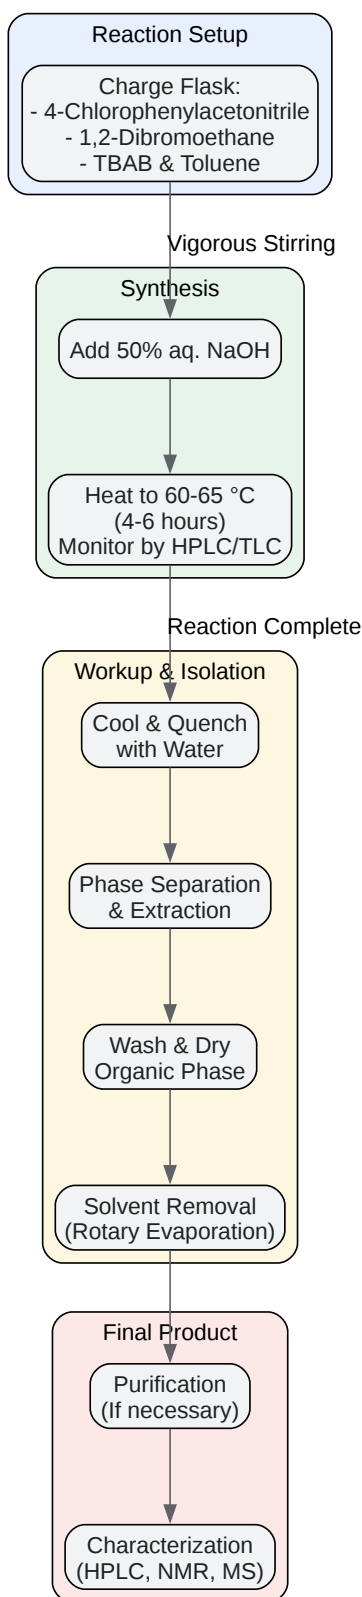 Reaction Setup
Charge Flask:
- 4-Chlorophenylacetonitrile
- 1,2-Dibromoethane
- TBAB & Toluene
Vigorous Stirring
Synthesis
Add 50% aq. NaOH
Heat to 60-65 °C
(4-6 hours)
Monitor by HPLC/TLC
Reaction Complete
Workup & Isolation
Cool & Quench
with Water
Phase Separation
& Extraction
Wash & Dry
Organic Phase
Solvent Removal
(Rotary Evaporation)
Final Product
Purification
(If necessary)
Characterization
(HPLC, NMR, MS)